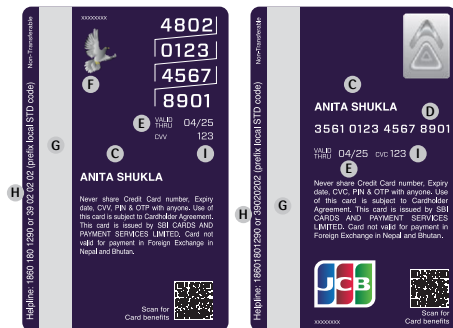 Non-Transferable
Helpline: 1860 180 1290 or 39 02 02 02 (prefix local STD code)
H
G
xxxxxxxx
F
4802
0123
4567
8901
E
VALID
THRU
04/25
CVV
123
C
I
ANITA SHUKLA
Never share Credit Card number, Expiry
date, CVV, PIN & OTP with anyone. Use of
this card is subject to Cardholder Agreement.
This card is issued by SBI CARDS AND
PAYMENT SERVICES LIMITED. Card not
valid for payment in Foreign Exchange in
Nepal and Bhutan.
Scan for
Card benefits
Non-Transferable
Helpline: 18601801290 or 39020202 (prefix local STD code)
H
G
C
ANITA SHUKLA
D
3561 0123 4567 8901
VALID
THRU
04/25
CVC 123
I
E
Never share Credit Card number, Expiry
date, CVC, PIN & OTP with anyone. Use of
this card is subject to Cardholder
Agreement. This card is issued by SBI
CARDS AND PAYMENT SERVICES
LIMITED. Card not valid for payment in
Foreign Exchange in Nepal and Bhutan.
JCB
xxxxxxxx
Scan for
Card benefits